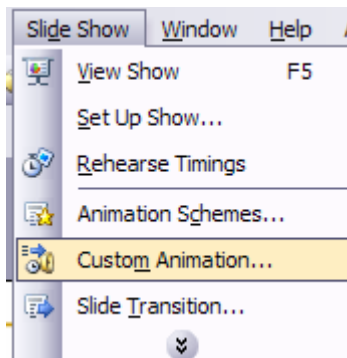 Slide Show Window Help
View Show F5
Set Up Show...
Rehearse Timings
Animation Schemes...
Custom Animation...
Slide Transition...